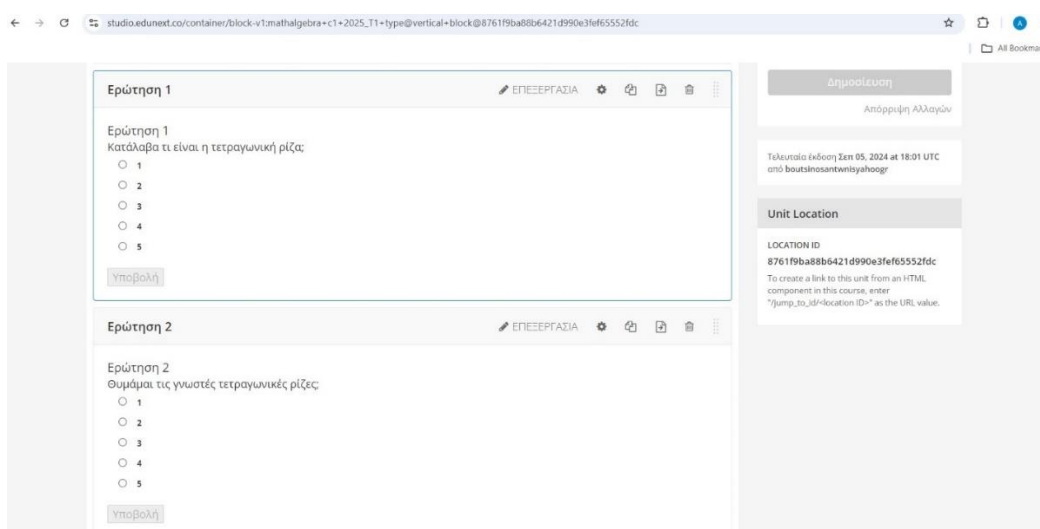 studio.edunext.co/container/block-v1:mathalgebra+c1+2025_T1+type@vertical+block@8761f9ba88b6421d990e3fef65552fdc
A
All Bookma
Ερώτηση 1
ΕΠΕΞΕΡΓΑΣΙΑ
Ερώτηση 1
Κατάλαβα τι είναι η τετραγωνική ρίζα;
1
2
3
4
5
Υποβολή
Ερώτηση 2
ΕΠΕΞΕΡΓΑΣΙΑ
Ερώτηση 2
Θυμάμαι τις γνωστές τετραγωνικές ρίζες;
1
2
3
4
5
Υποβολή
Δημοσίευση
Απόρριψη Αλλαγών
Τελευταία έκδοση Σεπ 05, 2024 at 18:01 UTC
από boutsinosantwnisyahoogr
Unit Location
LOCATION ID
8761f9ba88b6421d990e3fef65552fdc
To create a link to this unit from an HTML
component in this course, enter
"/jump_to_id/<location ID>" as the URL value.